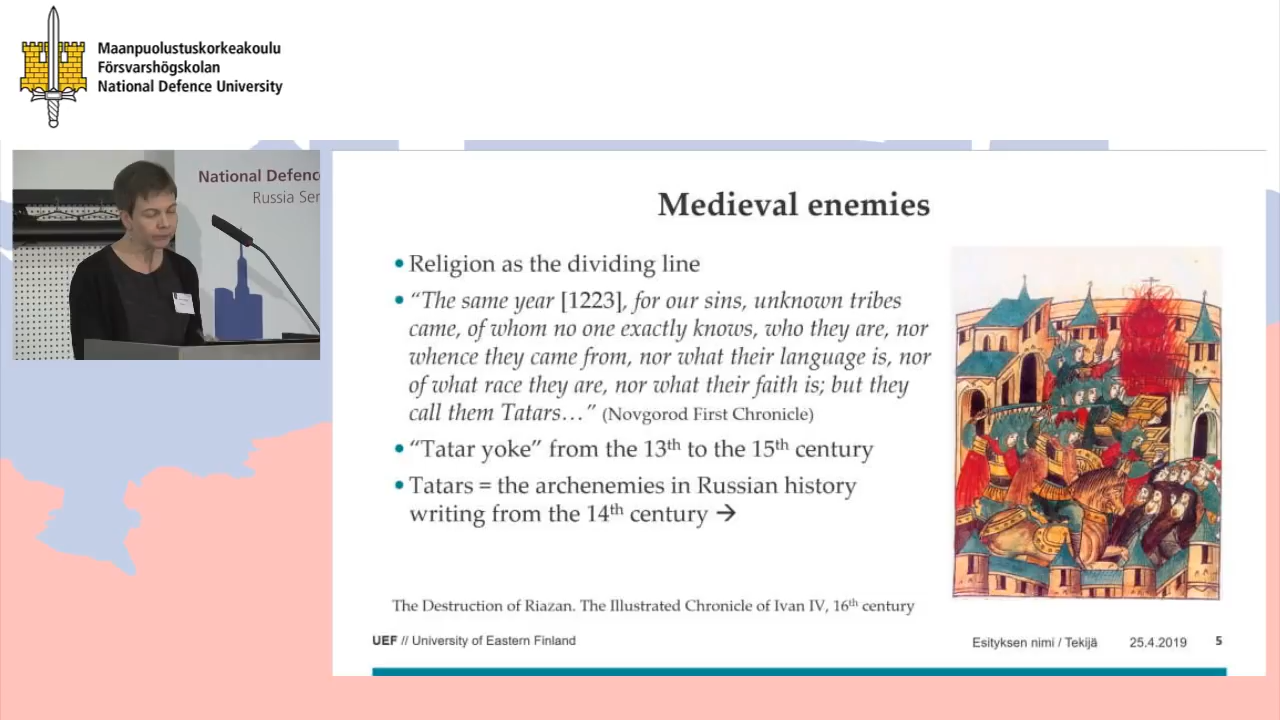 Maanpuolustuskorkeakoulu
Försvarshögskolan
National Defence University
National Defenc
Russia Ser
Medieval enemies
• Religion as the dividing line
• “The same year [1223], for our sins, unknown tribes
came, of whom no one exactly knows, who they are, nor
whence they came from, nor what their language is, nor
of what race they are, nor what their faith is; but they
call them Tatars…” (Novgorod First Chronicle)
• “Tatar yoke” from the 13th to the 15th century
• Tatars = the archenemies in Russian history
writing from the 14th century →
The Destruction of Riazan. The Illustrated Chronicle of Ivan IV, 16th century
UEF // University of Eastern Finland
Esityksen nimi / Tekijä 25.4.2019 5